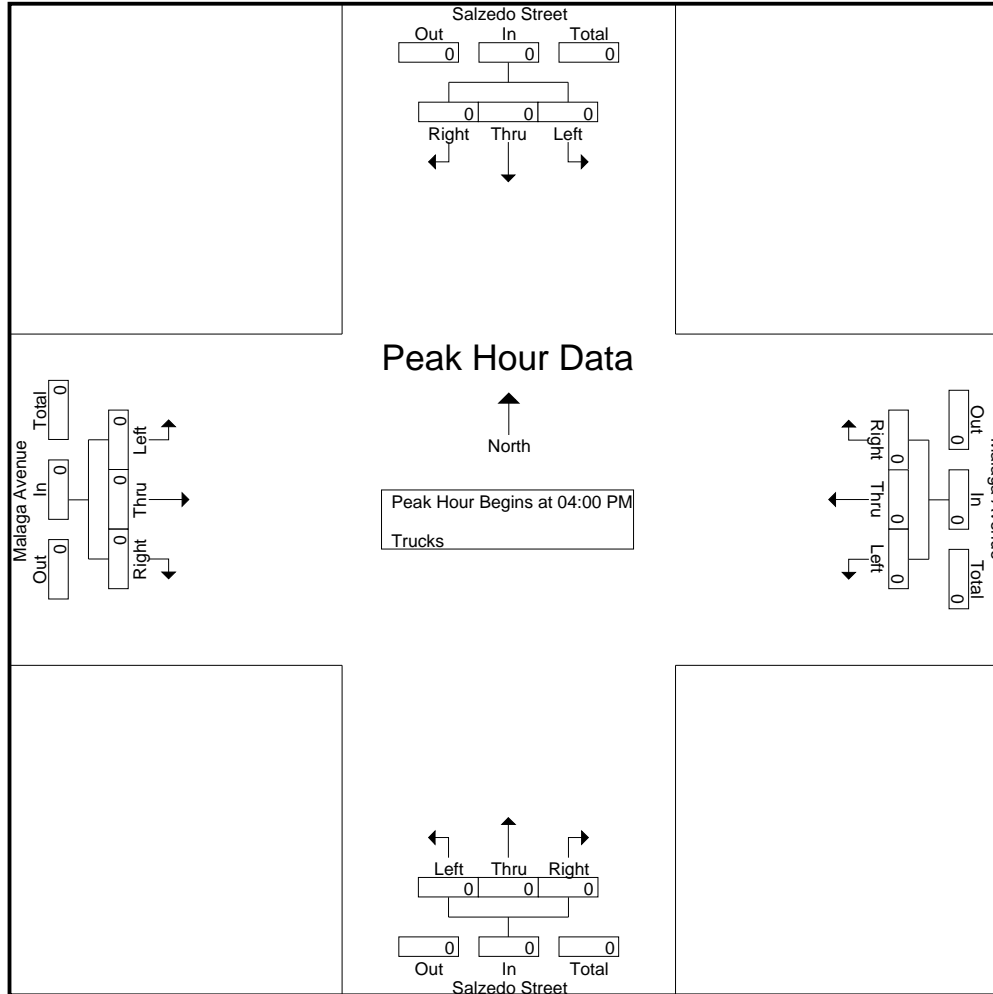 Salzedo Street
Out In Total
0 0 0
0 0 0
Right Thru Left
Peak Hour Data
North
Peak Hour Begins at 04:00 PM
Trucks
Malaga Avenue
Out In Total
0 0 0
0 0 0
Right Thru Left
Out In Total
0 0 0
0 0 0
Right Thru Left
Left Thru Right
0 0 0
0 0 0
Out In Total
Salzedo Street